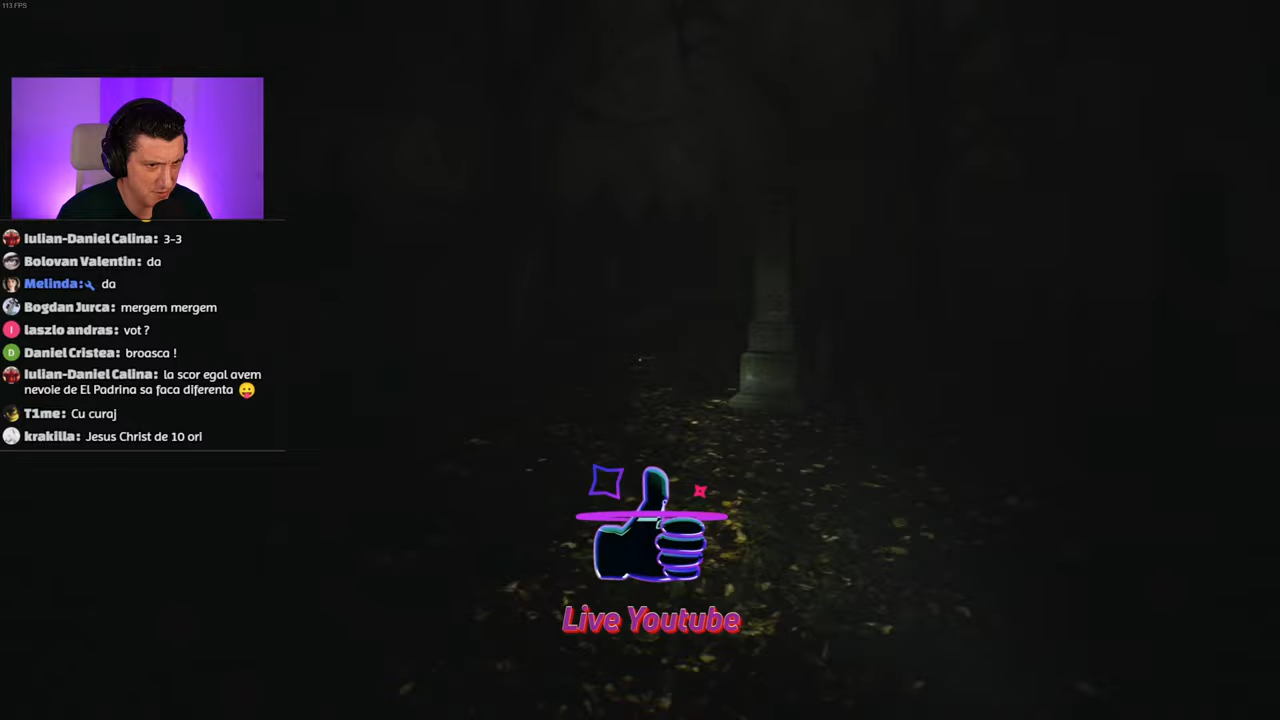 113 FPS
Iulian-Daniel Calina: 3-3
Bolovan Valentin: da
Melinda: da
Bogdan Jurca: mergem mergem
I laszlo andras: vot ?
D Daniel Cristea: broasca !
Iulian-Daniel Calina: la scor egal avem
nevoie de El Padrina sa faca diferenta 😛
T1me: Cu curaj
krakilla: Jesus Christ de 10 ori
Live Youtube